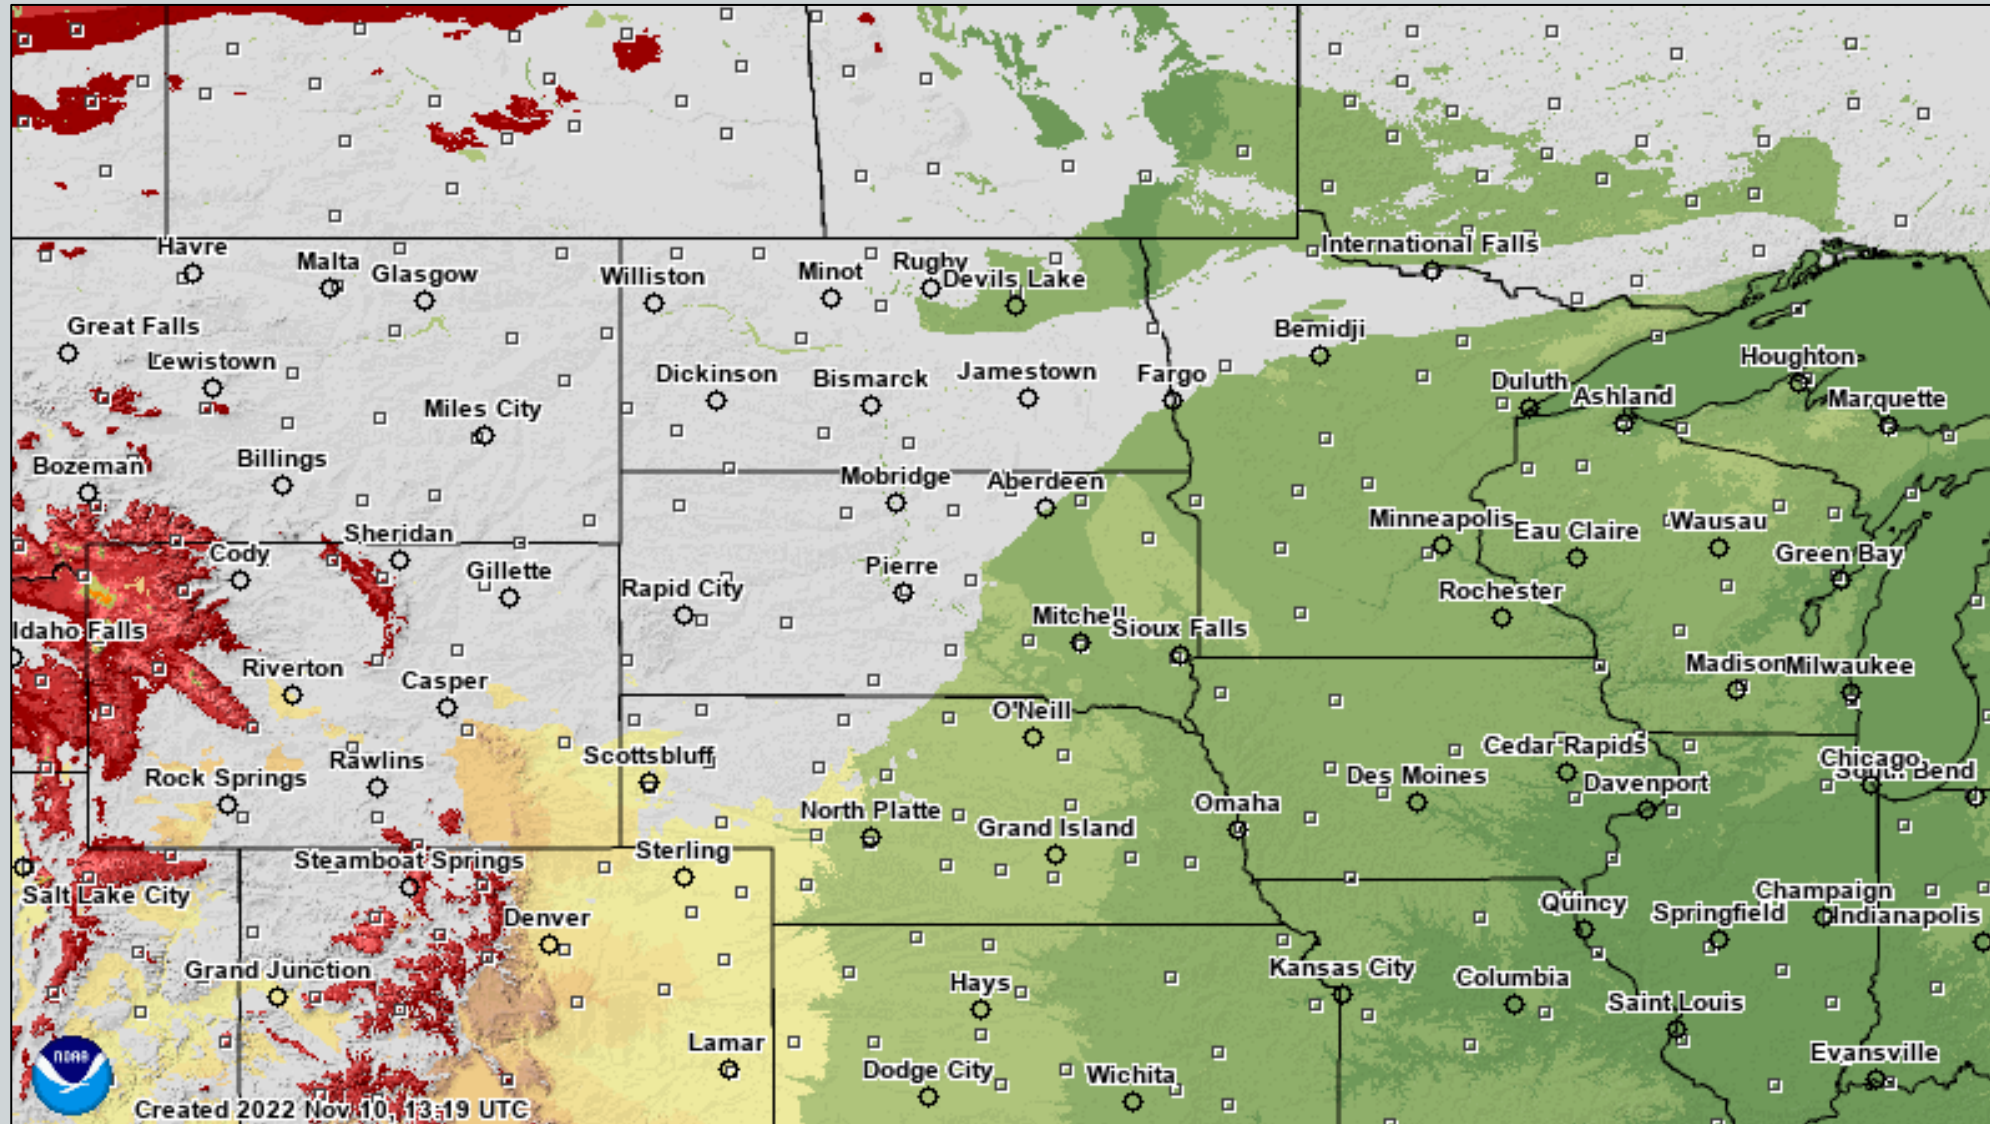 International Falls
Havre
Malta
Glasgow
Williston
Minot
Rugby
Devils Lake
Great Falls
Lewistown
Bemidji
Houghton
Dickinson
Bismarck
Jamestown
Fargo
Duluth
Ashland
Marquette
Miles City
Billings
Bozeman
Mobridge
Aberdeen
Minneapolis
Eau Claire
Wausau
Green Bay
Sheridan
Cody
Gillette
Rapid City
Pierre
Rochester
Idaho Falls
Mitchell
Sioux Falls
Riverton
Casper
Madison
Milwaukee
O'Neill
Cedar Rapids
Scottsbluff
Rawlins
Rock Springs
Chicago
South Bend
Des Moines
Davenport
North Platte
Grand Island
Omaha
Sterling
Steamboat Springs
Salt Lake City
Denver
Quincy
Springfield
Champaign
Indianapolis
Grand Junction
Hays
Kansas City
Columbia
Saint Louis
Lamar
Dodge City
Wichita
Evansville
NOAA
Created 2022 Nov 10, 13:19 UTC